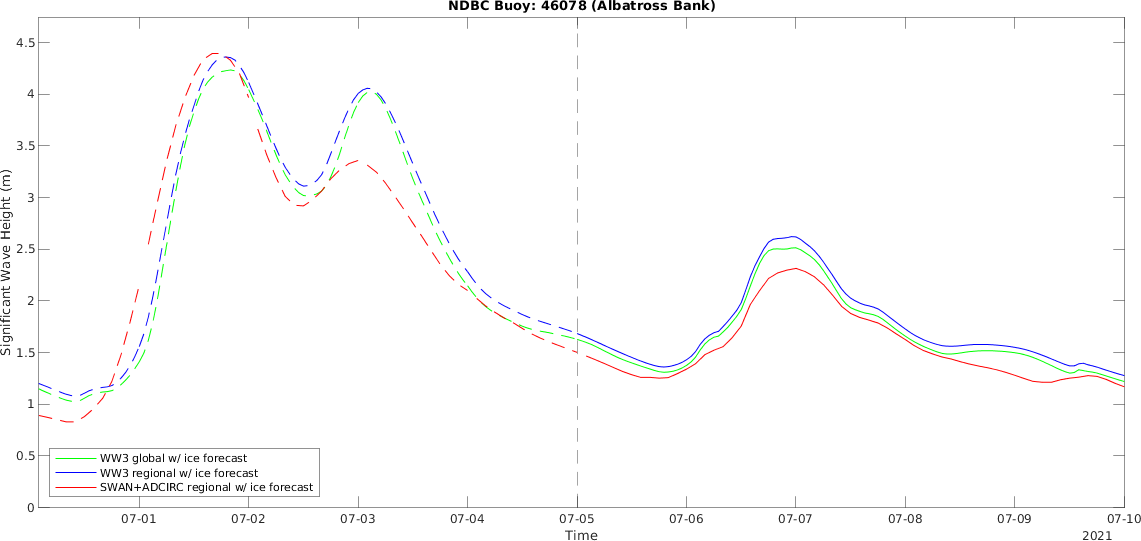 NDBC Buoy: 46078 (Albatross Bank)
Significant Wave Height (m)
4.5
4
3.5
3
2.5
2
1.5
1
0.5
0
WW3 global w/ ice forecast
WW3 regional w/ ice forecast
SWAN+ADCIRC regional w/ ice forecast
07-01 07-02 07-03 07-04 07-05 07-06 07-07 07-08 07-09 07-10
Time
2021